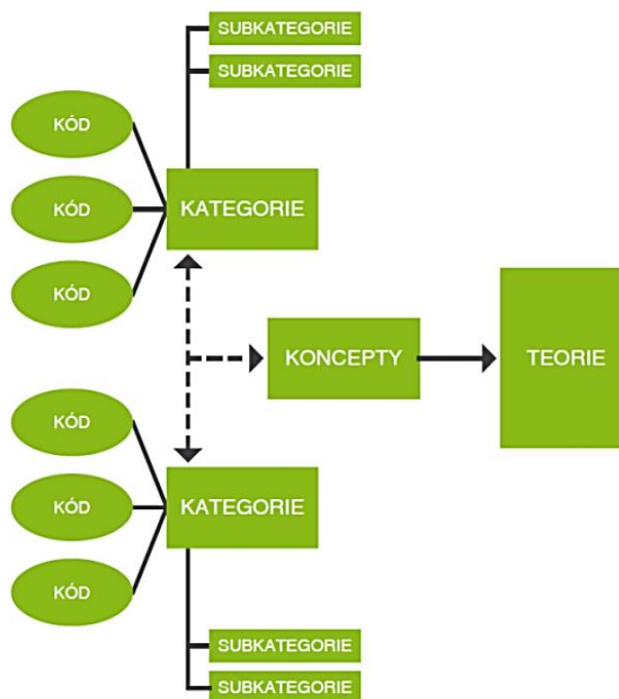 SUBKATEGORIE
SUBKATEGORIE
KÓD
KÓD
KÓD
KATEGORIE
KONCEPTY
TEORIE
KÓD
KÓD
KÓD
KATEGORIE
SUBKATEGORIE
SUBKATEGORIE